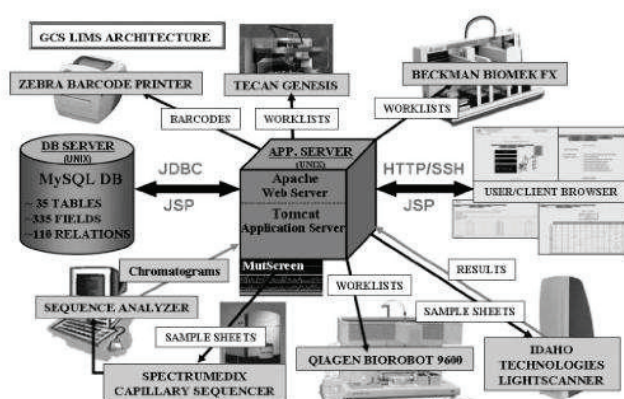 GCS LIMS ARCHITECTURE
ZEBRA BARCODE PRINTER
TECAN GENESIS
BECKMAN BIOMEK FX
BARCODES
WORKLISTS
WORKLISTS
DB SERVER
(UNIX)
MySQL DB
~ 35 TABLES
~335 FIELDS
~110 RELATIONS
JDBC
JSP
APP. SERVER
(UNIX)
Apache
Web Server
Tomcat
Application Server
HTTP/SSH
JSP
USER/CLIENT BROWSER
MutScreen
Chromatograms
SEQUENCE ANALYZER
WORKLISTS
RESULTS
SAMPLE SHEETS
SAMPLE SHEETS
SPECTRUMEDIX
CAPILLARY SEQUENCER
QIAGEN BIOROBOT 9600
IDAHO
TECHNOLOGIES
LIGHTSCANNER